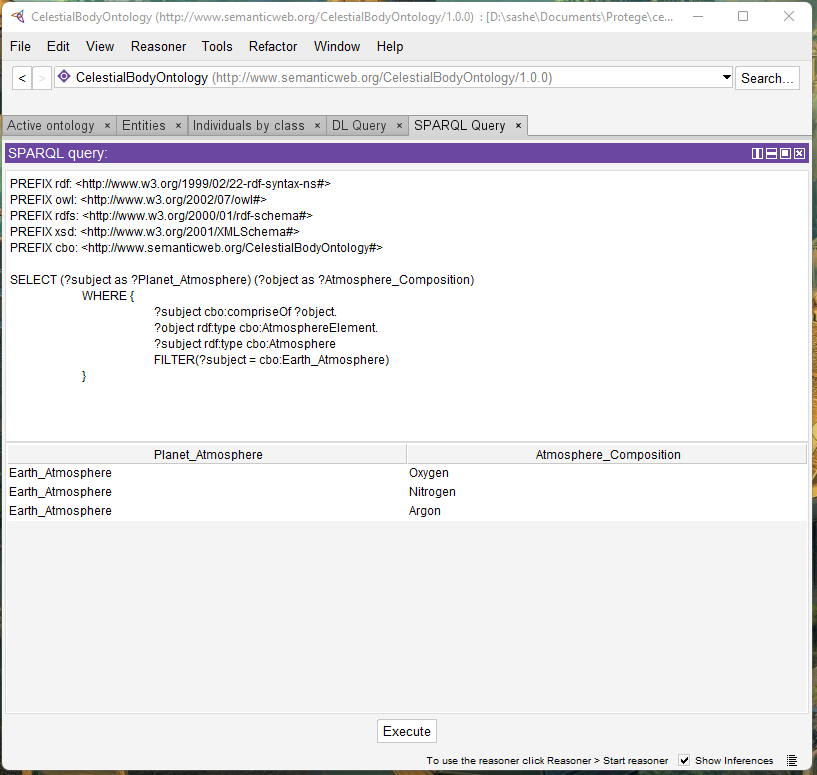 CelestialBodyOntology (http://www.semanticweb.org/CelestialBodyOntology/1.0.0) : [D:\sashe\Documents\Protege\ce...
File Edit View Reasoner Tools Refactor Window Help
< > CelestialBodyOntology (http://www.semanticweb.org/CelestialBodyOntology/1.0.0) Search...
Active ontology × Entities × Individuals by class × DL Query × SPARQL Query ×
SPARQL query:
PREFIX rdf: <http://www.w3.org/1999/02/22-rdf-syntax-ns#>
PREFIX owl: <http://www.w3.org/2002/07/owl#>
PREFIX rdfs: <http://www.w3.org/2000/01/rdf-schema#>
PREFIX xsd: <http://www.w3.org/2001/XMLSchema#>
PREFIX cbo: <http://www.semanticweb.org/CelestialBodyOntology#>
SELECT (?subject as ?Planet_Atmosphere) (?object as ?Atmosphere_Composition)
WHERE {
?subject cbo:compriseOf ?object.
?object rdf:type cbo:AtmosphereElement.
?subject rdf:type cbo:Atmosphere
FILTER(?subject = cbo:Earth_Atmosphere)
}
Planet_Atmosphere Atmosphere_Composition
Earth_Atmosphere Oxygen
Earth_Atmosphere Nitrogen
Earth_Atmosphere Argon
Execute
To use the reasoner click Reasoner > Start reasoner Show Inferences